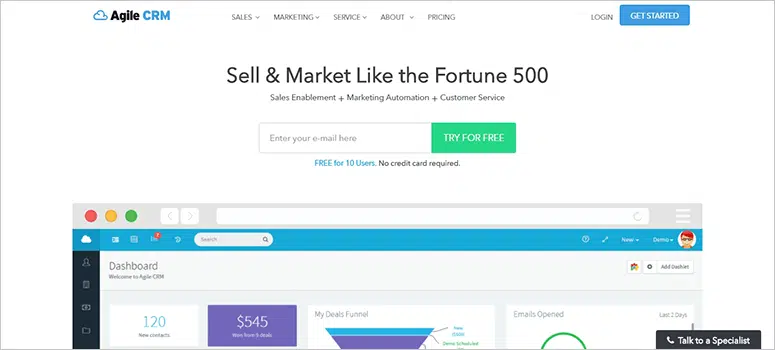 Agile CRM SALES MARKETING SERVICE ABOUT PRICING LOGIN GET STARTED
Sell & Market Like the Fortune 500
Sales Enablement + Marketing Automation + Customer Service
Enter your e-mail here TRY FOR FREE
FREE for 10 Users. No credit card required.
Search New Demo
Dashboard
Welcome to Agile CRM
Add Dashlet
120
New contacts
$545
Won from 5 deals
My Deals Funnel
New
Demo Scheduled
Emails Opened
Last 2 Days
Talk to a Specialist